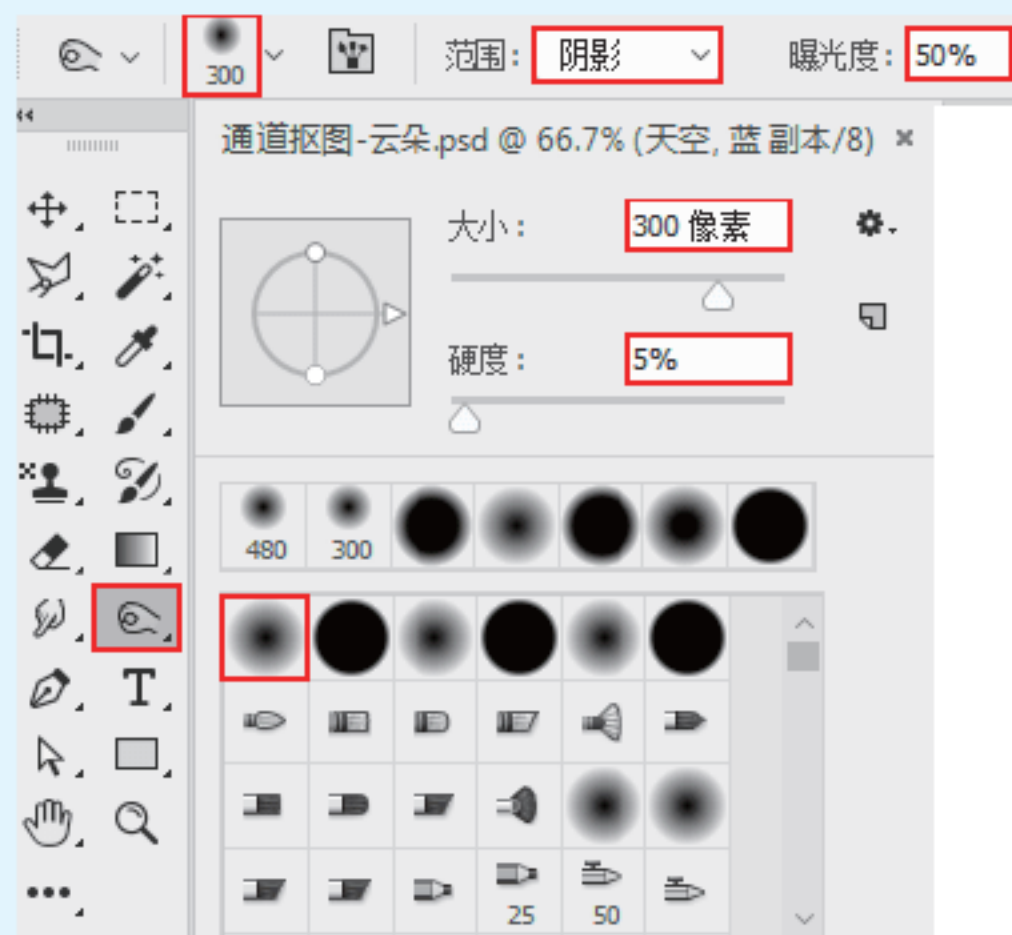 300
范围：
阴影
曝光度：
50%
通道抠图-云朵.psd @ 66.7% (天空, 蓝 副本/8) ×
大小：
300 像素
硬度：
5%
480
300
T
25
50